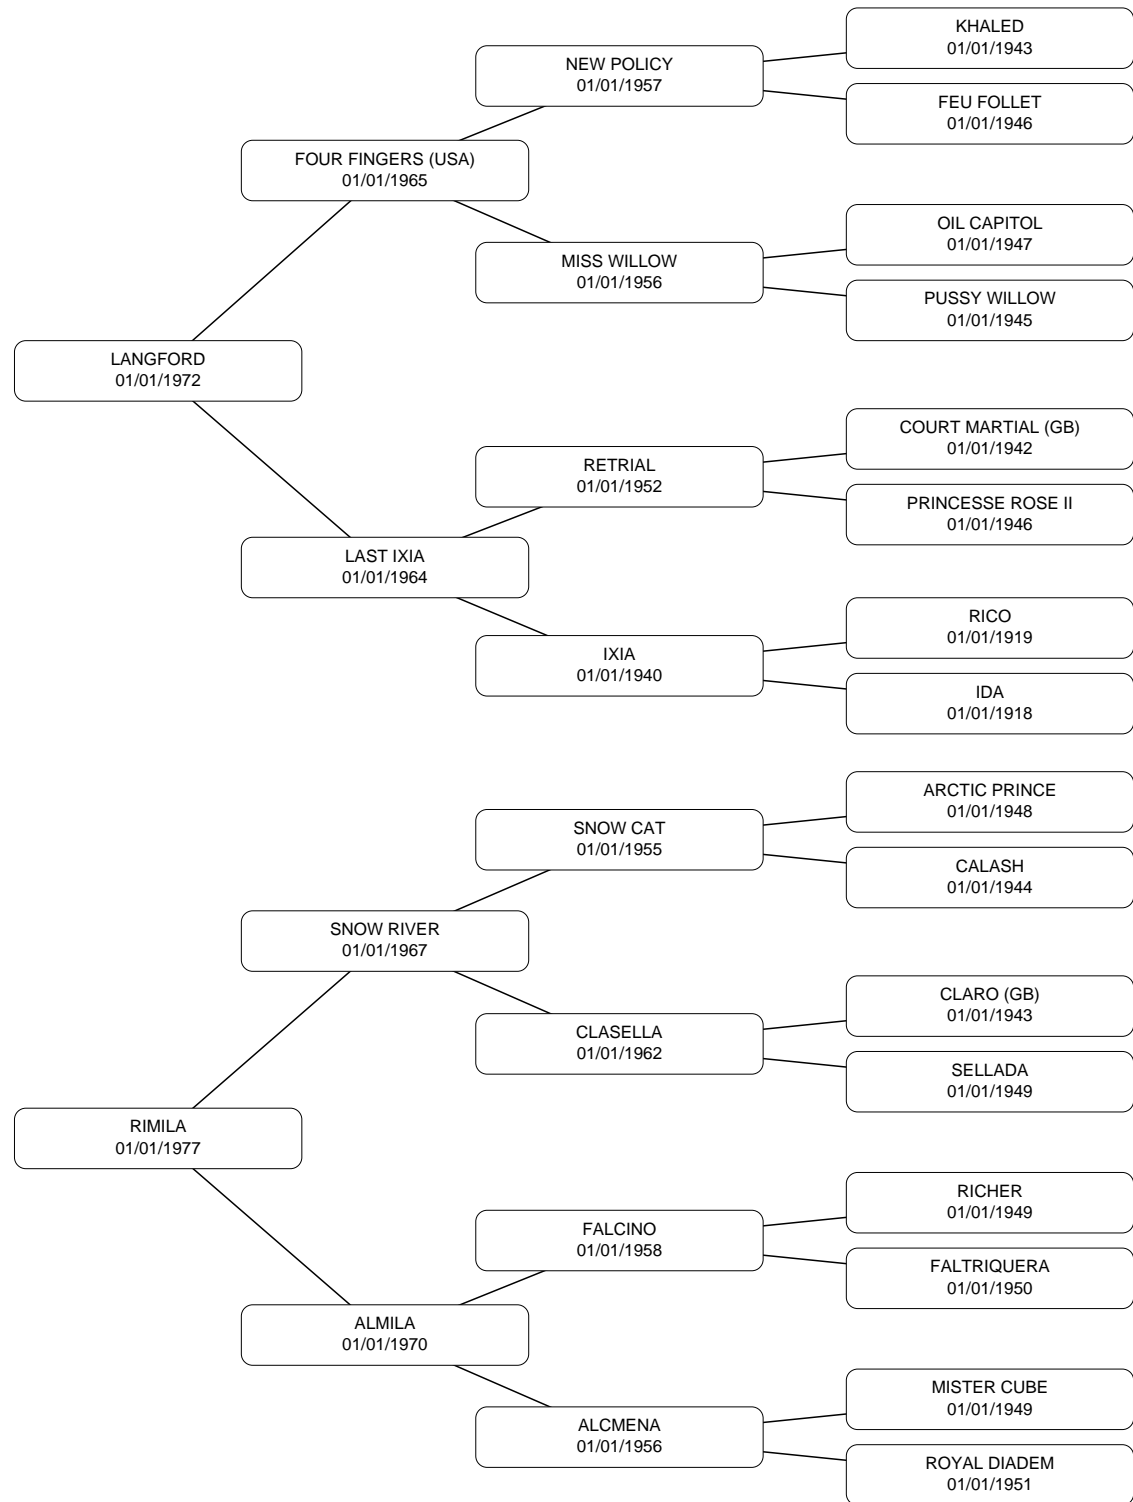 KHALED
01/01/1943
NEW POLICY
01/01/1957
FEU FOLLET
01/01/1946
FOUR FINGERS (USA)
01/01/1965
OIL CAPITOL
01/01/1947
MISS WILLOW
01/01/1956
PUSSY WILLOW
01/01/1945
LANGFORD
01/01/1972
COURT MARTIAL (GB)
01/01/1942
RETRIAL
01/01/1952
PRINCESSE ROSE II
01/01/1946
LAST IXIA
01/01/1964
RICO
01/01/1919
IXIA
01/01/1940
IDA
01/01/1918
ARCTIC PRINCE
01/01/1948
SNOW CAT
01/01/1955
CALASH
01/01/1944
SNOW RIVER
01/01/1967
CLARO (GB)
01/01/1943
CLASELLA
01/01/1962
SELLADA
01/01/1949
RIMILA
01/01/1977
RICHER
01/01/1949
FALCINO
01/01/1958
FALTRIQUERA
01/01/1950
ALMILA
01/01/1970
MISTER CUBE
01/01/1949
ALCMENA
01/01/1956
ROYAL DIADEM
01/01/1951